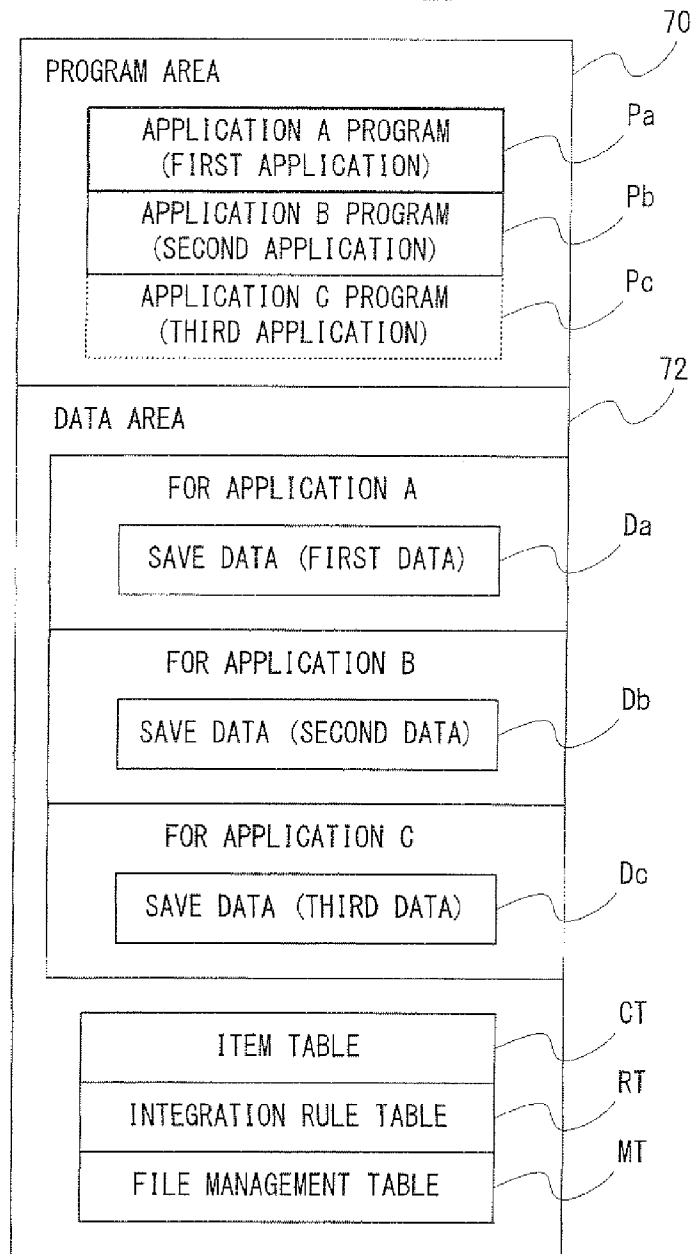 70
PROGRAM AREA
APPLICATION A PROGRAM
(FIRST APPLICATION)
Pa
APPLICATION B PROGRAM
(SECOND APPLICATION)
Pb
APPLICATION C PROGRAM
(THIRD APPLICATION)
Pc
72
DATA AREA
FOR APPLICATION A
SAVE DATA (FIRST DATA)
Da
FOR APPLICATION B
SAVE DATA (SECOND DATA)
Db
FOR APPLICATION C
SAVE DATA (THIRD DATA)
Dc
ITEM TABLE
CT
INTEGRATION RULE TABLE
RT
FILE MANAGEMENT TABLE
MT